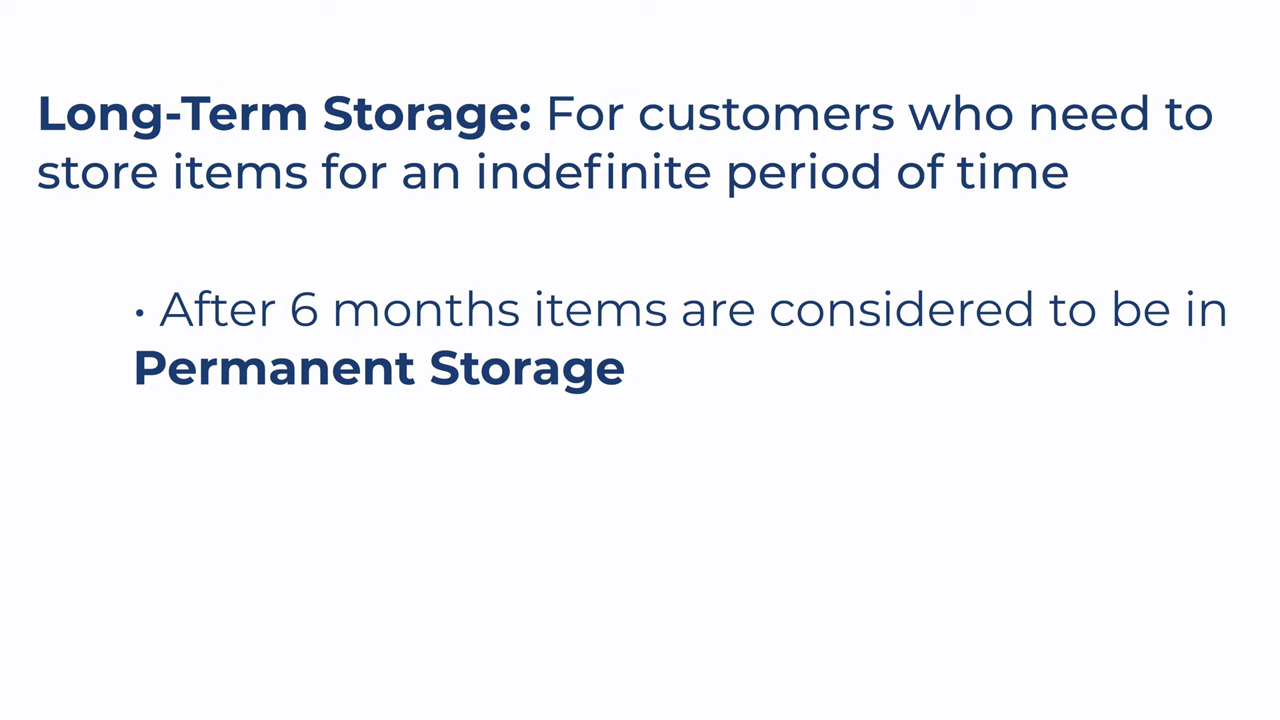 Long-Term Storage: For customers who need to
store items for an indefinite period of time
• After 6 months items are considered to be in
Permanent Storage